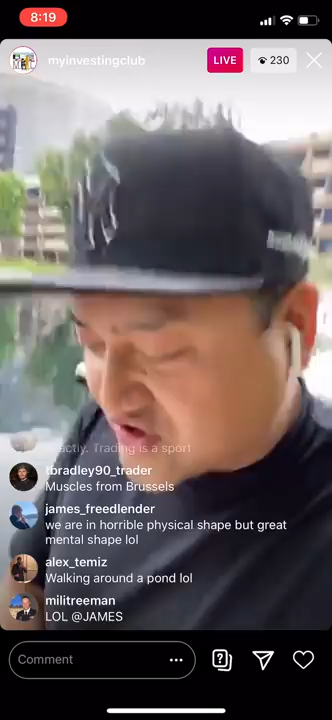 8:19
myinvestingclub
LIVE
230
actly. Trading is a sport
tbradley90_trader
Muscles from Brussels
james_freedlender
we are in horrible physical shape but great
mental shape lol
alex_temiz
Walking around a pond lol
militreeman
LOL @JAMES
Comment